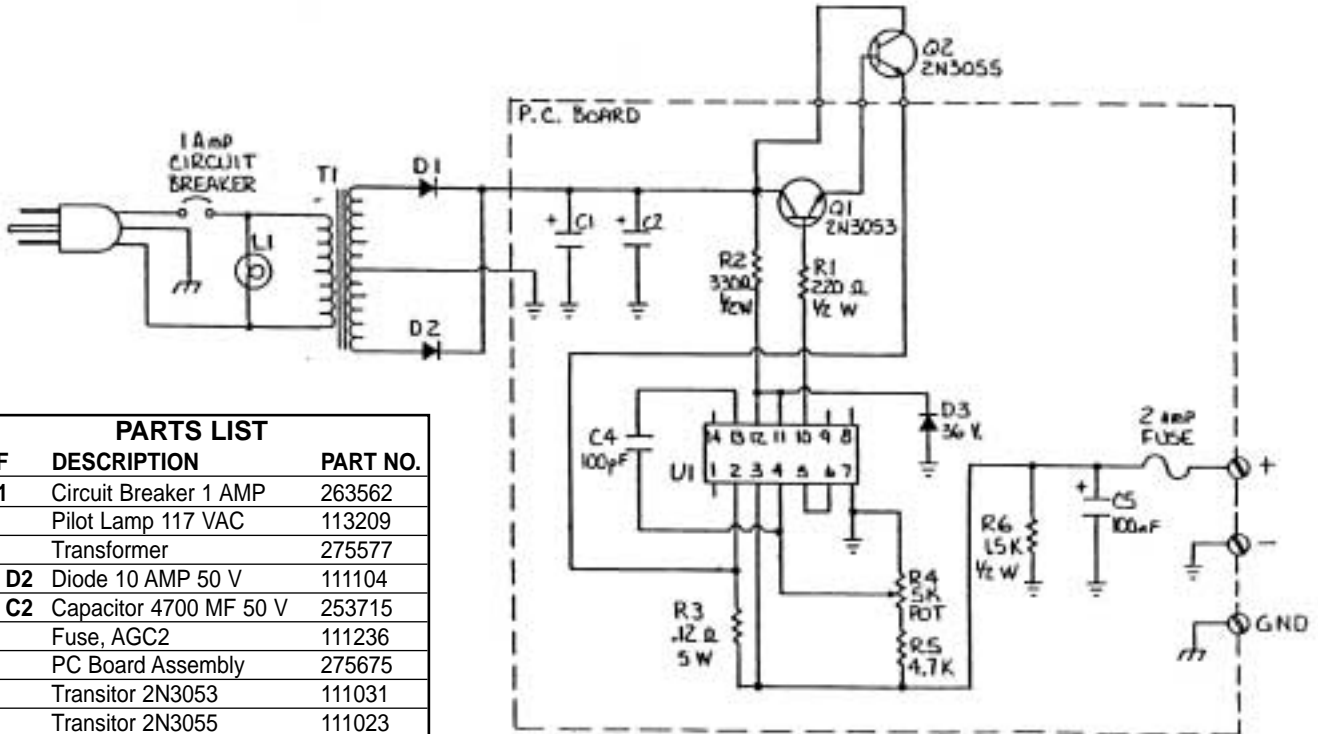 Q2
2N3055
P.C. BOARD
1 AMP
CIRCUIT
BREAKER
T1
D1
L1
D2
+ C1
+ C2
Q1
2N3053
R2
330Ω
1/2W
R1
220 Ω
1/2 W
C4
100pF
14 13 12 11 10 9 8
U1
1 2 3 4 5 6 7
D3
36 V.
2 AMP
FUSE
+
R6
1.5K
1/2 W
+
C5
–
R4
5K
POT
R3
.12 Ω
5 W
R5
4.7K
GND
PARTS LIST
F DESCRIPTION PART NO.
1 Circuit Breaker 1 AMP 263562
Pilot Lamp 117 VAC 113209
Transformer 275577
D2 Diode 10 AMP 50 V 111104
C2 Capacitor 4700 MF 50 V 253715
Fuse, AGC2 111236
PC Board Assembly 275675
Transitor 2N3053 111031
Transitor 2N3055 111023